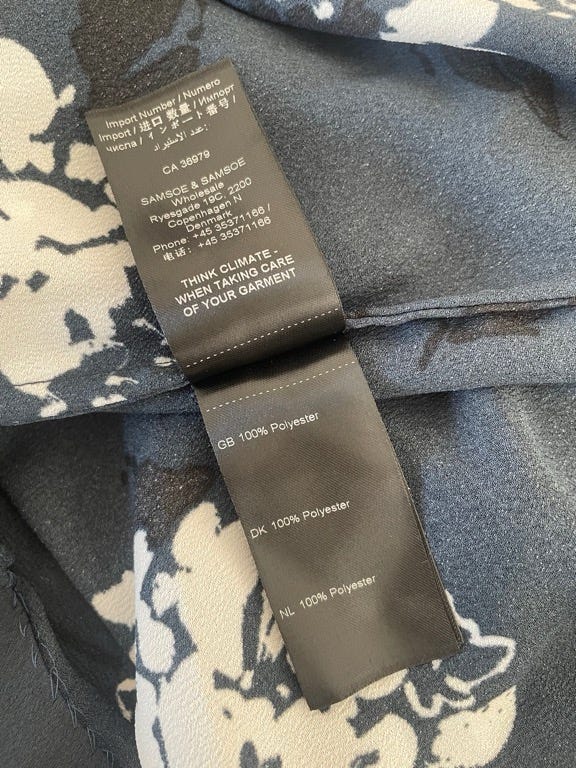 Import Number / Numero
Import / 进口 数量 / Импорт
Числа / インポート番号 /
عدد الاستيراد:
CA 36979
SAMSOE & SAMSOE
Wholesale
Ryesgade 19C, 2200
Copenhagen N
Denmark
Phone: +45 35371166 /
电话: +45 35371166
THINK CLIMATE -
WHEN TAKING CARE
OF YOUR GARMENT
GB 100% Polyester
DK 100% Polyester
NL 100% Polyester